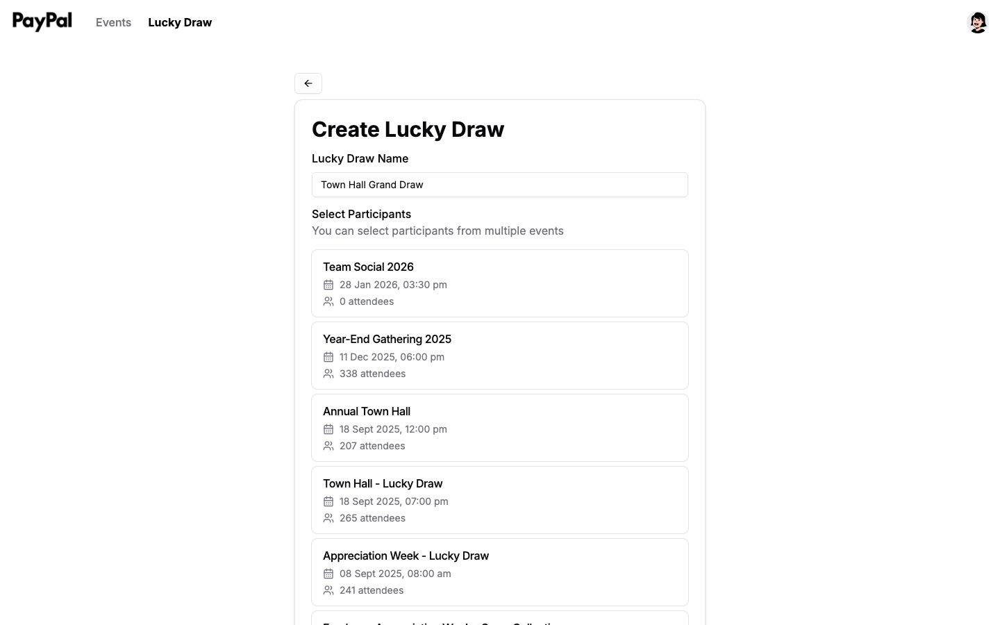 PayPal
Events
Lucky Draw
Create Lucky Draw
Lucky Draw Name
Town Hall Grand Draw
Select Participants
You can select participants from multiple events
Team Social 2026
28 Jan 2026, 03:30 pm
0 attendees
Year-End Gathering 2025
11 Dec 2025, 06:00 pm
338 attendees
Annual Town Hall
18 Sept 2025, 12:00 pm
207 attendees
Town Hall - Lucky Draw
18 Sept 2025, 07:00 pm
265 attendees
Appreciation Week - Lucky Draw
08 Sept 2025, 08:00 am
241 attendees